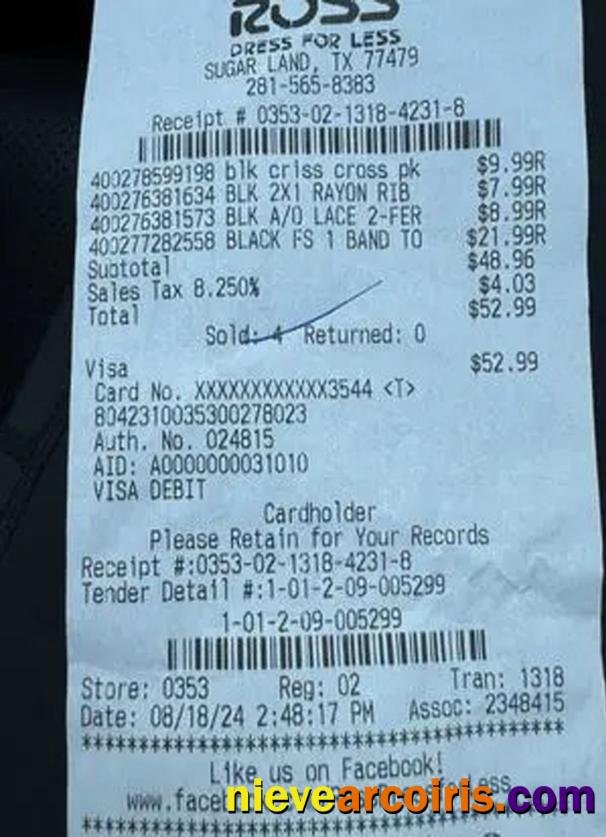 ROSS
DRESS FOR LESS
SUGAR LAND, TX 77479
281-565-8383
Receipt # 0353-02-1318-4231-8
400278599198 blk criss cross pk $9.99R
400276381634 BLK 2X1 RAYON RIB $7.99R
400276381573 BLK A/O LACE 2-FER $8.99R
400277282558 BLACK FS 1 BAND TO $21.99R
Subtotal $48.96
Sales Tax 8.250% $4.03
Total $52.99
Sold: 4 Returned: 0
Visa $52.99
Card No. XXXXXXXXXXXX3544 <T>
804231003530027​8023
Auth. No. 024815
AID: A0000000031010
VISA DEBIT
Cardholder
Please Retain for Your Records
Receipt #:0353-02-1318-4231-8
Tender Detail #:1-01-2-09-005299
1-01-2-09-005299
Store: 0353 Reg: 02 Tran: 1318
Date: 08/18/24 2:48:17 PM Assoc: 2348415
****************************************
Like us on Facebook!
nievearcoiris.com
****************************************